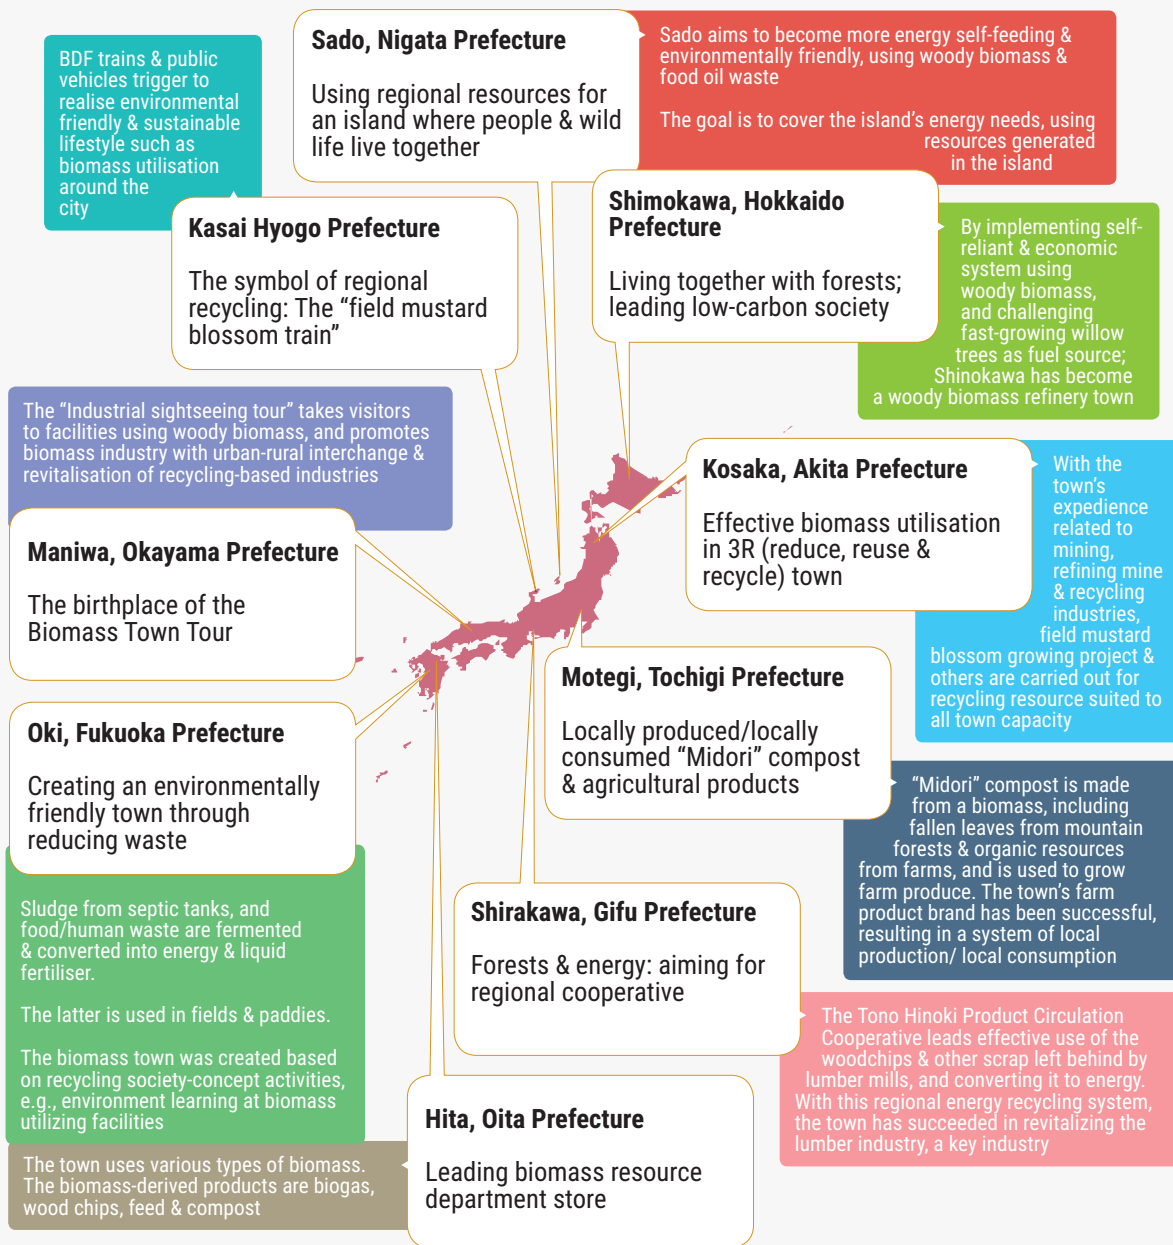 BDF trains & public
vehicles trigger to
realise environmental
friendly & sustainable
lifestyle such as
biomass utilisation
around the
city
Sado, Nigata Prefecture
Using regional resources for
an island where people & wild
life live together
Sado aims to become more energy self-feeding &
environmentally friendly, using woody biomass &
food oil waste
The goal is to cover the island's energy needs, using
resources generated
in the island
Kasai Hyogo Prefecture
The symbol of regional
recycling: The “field mustard
blossom train”
Shimokawa, Hokkaido
Prefecture
Living together with forests;
leading low-carbon society
By implementing self-
reliant & economic
system using
woody biomass,
and challenging
fast-growing willow
trees as fuel source;
Shinokawa has become
a woody biomass refinery town
The “Industrial sightseeing tour” takes visitors
to facilities using woody biomass, and promotes
biomass industry with urban-rural interchange &
revitalisation of recycling-based industries
Maniwa, Okayama Prefecture
The birthplace of the
Biomass Town Tour
Kosaka, Akita Prefecture
Effective biomass utilisation
in 3R (reduce, reuse &
recycle) town
With the
town's
expedience
related to
mining,
refining mine
& recycling
industries,
field mustard
blossom growing project &
others are carried out for
recycling resource suited to
all town capacity
Oki, Fukuoka Prefecture
Creating an environmentally
friendly town through
reducing waste
Motegi, Tochigi Prefecture
Locally produced/locally
consumed “Midori” compost
& agricultural products
“Midori” compost is made
from a biomass, including
fallen leaves from mountain
forests & organic resources
from farms, and is used to grow
farm produce. The town's farm
product brand has been successful,
resulting in a system of local
production/ local consumption
Sludge from septic tanks, and
food/human waste are fermented
& converted into energy & liquid
fertiliser.
The latter is used in fields & paddies.
The biomass town was created based
on recycling society-concept activities,
e.g., environment learning at biomass
utilizing facilities
Shirakawa, Gifu Prefecture
Forests & energy: aiming for
regional cooperative
The Tono Hinoki Product Circulation
Cooperative leads effective use of the
woodchips & other scrap left behind by
lumber mills, and converting it to energy.
With this regional energy recycling system,
the town has succeeded in revitalizing the
lumber industry, a key industry
Hita, Oita Prefecture
Leading biomass resource
department store
The town uses various types of biomass.
The biomass-derived products are biogas,
wood chips, feed & compost